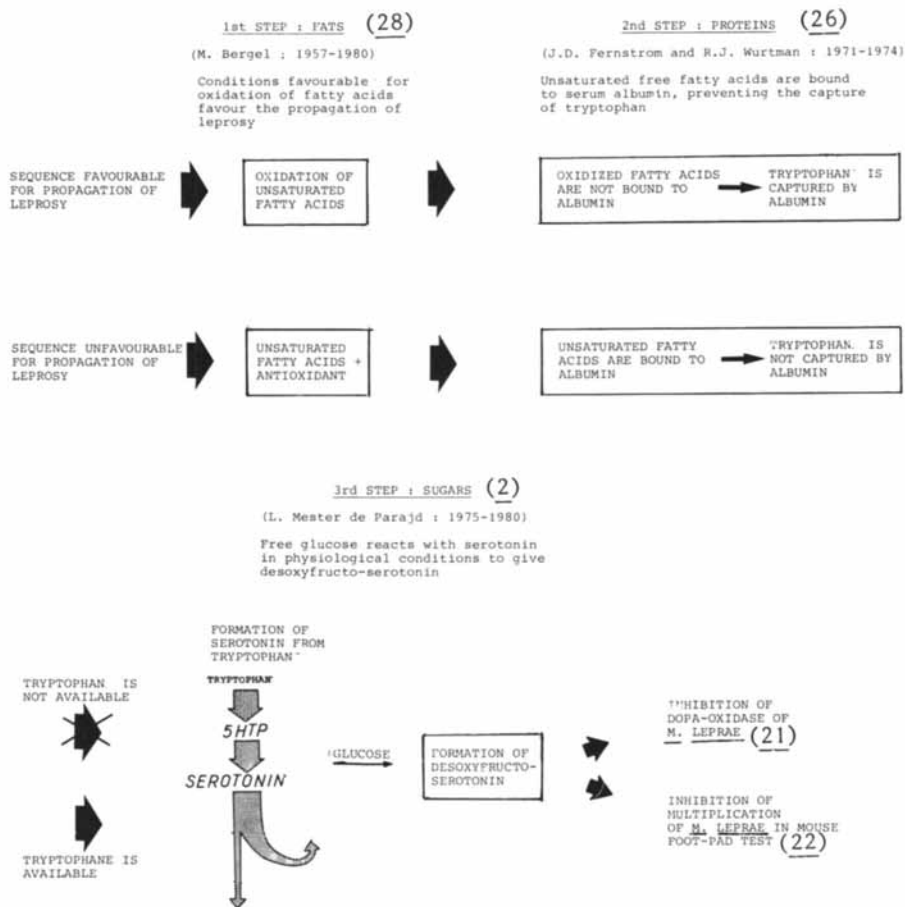 1st STEP : FATS (28)
(M. Bergel : 1957-1980)
Conditions favourable for
oxidation of fatty acids
favour the propagation of
leprosy
2nd STEP : PROTEINS (26)
(J.D. Fernstrom and R.J. Wurtman : 1971-1974)
Unsaturated free fatty acids are bound
to serum albumin, preventing the capture
of tryptophan
SEQUENCE FAVOURABLE
FOR PROPAGATION OF
LEPROSY
OXIDATION OF
UNSATURATED
FATTY ACIDS
OXIDIZED FATTY ACIDS
ARE NOT BOUND TO
ALBUMIN
TRYPTOPHAN IS
CAPTURED BY
ALBUMIN
SEQUENCE UNFAVOURABLE
FOR PROPAGATION OF
LEPROSY
UNSATURATED
FATTY ACIDS +
ANTIOXIDANT
UNSATURATED FATTY
ACIDS ARE BOUND TO
ALBUMIN
TRYPTOPHAN IS
NOT CAPTURED BY
ALBUMIN
3rd STEP : SUGARS (2)
(L. Mester de Parajd : 1975-1980)
Free glucose reacts with serotonin
in physiological conditions to give
desoxyfructo-serotonin
FORMATION OF
SEROTONIN FROM
TRYPTOPHAN
TRYPTOPHAN IS
NOT AVAILABLE
TRYPTOPHAN
5HTP
SEROTONIN
+GLUCOSE
FORMATION OF
DESOXYFRUCTO-
SEROTONIN
INHIBITION OF
DOPA-OXIDASE OF
M. LEPRAE (21)
INHIBITION OF
MULTIPLICATION
OF M. LEPRAE IN MOUSE
FOOT-PAD TEST (22)
TRYPTOPHANE IS
AVAILABLE